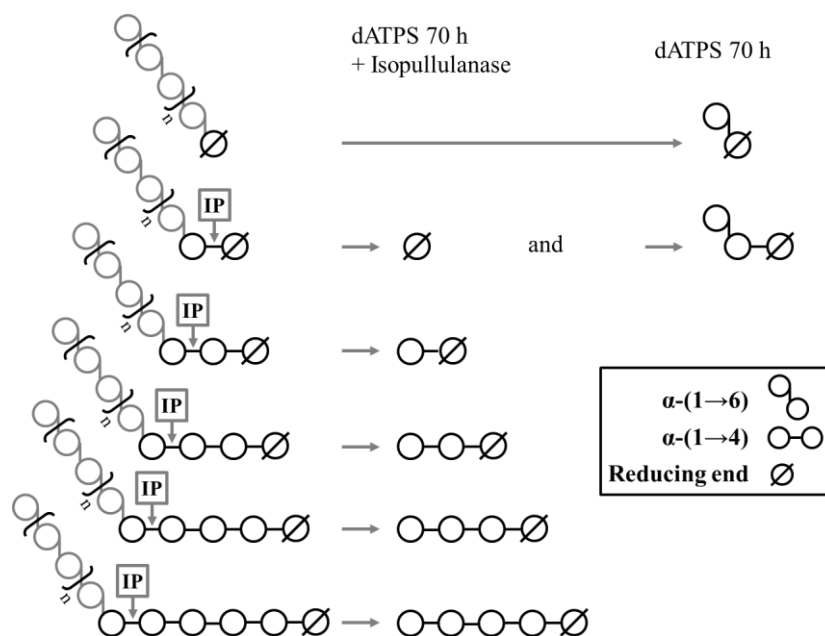 dATPS 70 h
+ Isopullulanase
dATPS 70 h
n
IP
n
and
IP
n
IP
n
α-(1→6)
α-(1→4)
IP
Reducing end
n
IP
n